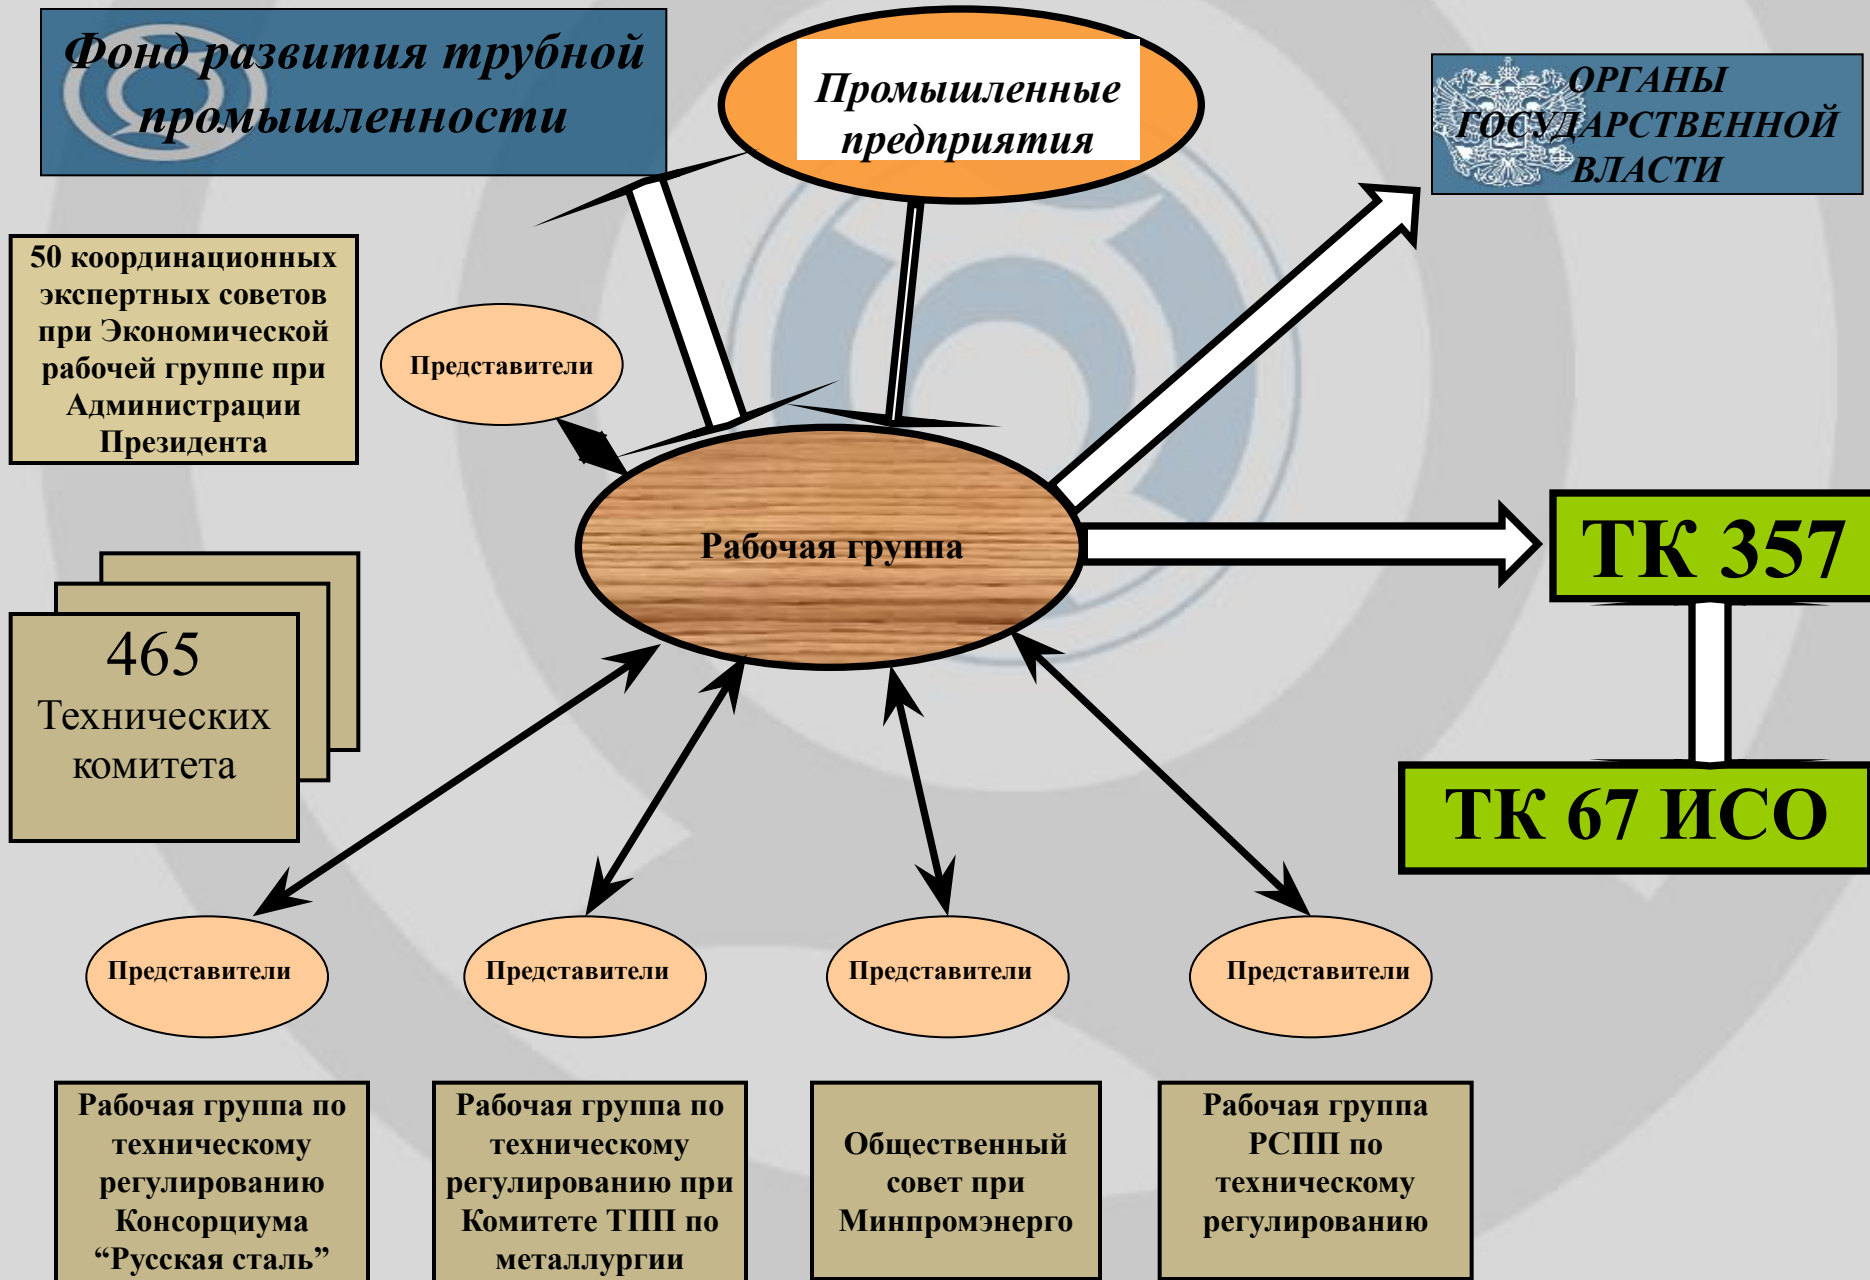 Фонд развития трубной
промышленности
Промышленные
предприятия
ОРГАНЫ
ГОСУДАРСТВЕННОЙ
ВЛАСТИ
50 координационных
экспертных советов
при Экономической
рабочей группе при
Администрации
Президента
Представители
Рабочая группа
ТК 357
465
Технических
комитета
ТК 67 ИСО
Представители
Представители
Представители
Представители
Рабочая группа по
техническому
регулированию
Консорциума
“Русская сталь”
Рабочая группа по
техническому
регулированию при
Комитете ТПП по
металлургии
Общественный
совет при
Минпромэнерго
Рабочая группа
РСПП по
техническому
регулированию